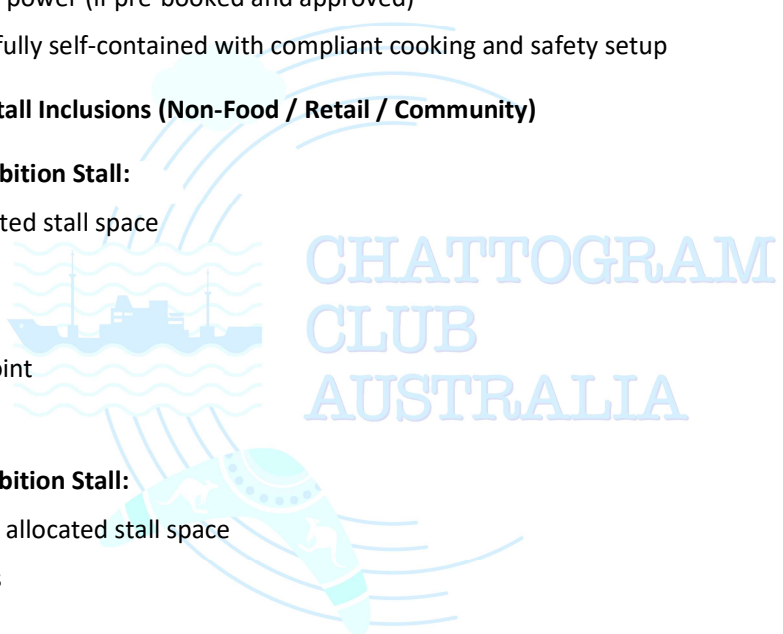 power (if pre-booked and approved)
fully self-contained with compliant cooking and safety setup
tall Inclusions (Non-Food / Retail / Community)
bition Stall:
ted stall space
CHATTOGRAM
CLUB
oint
AUSTRALIA
bition Stall:
allocated stall space
s